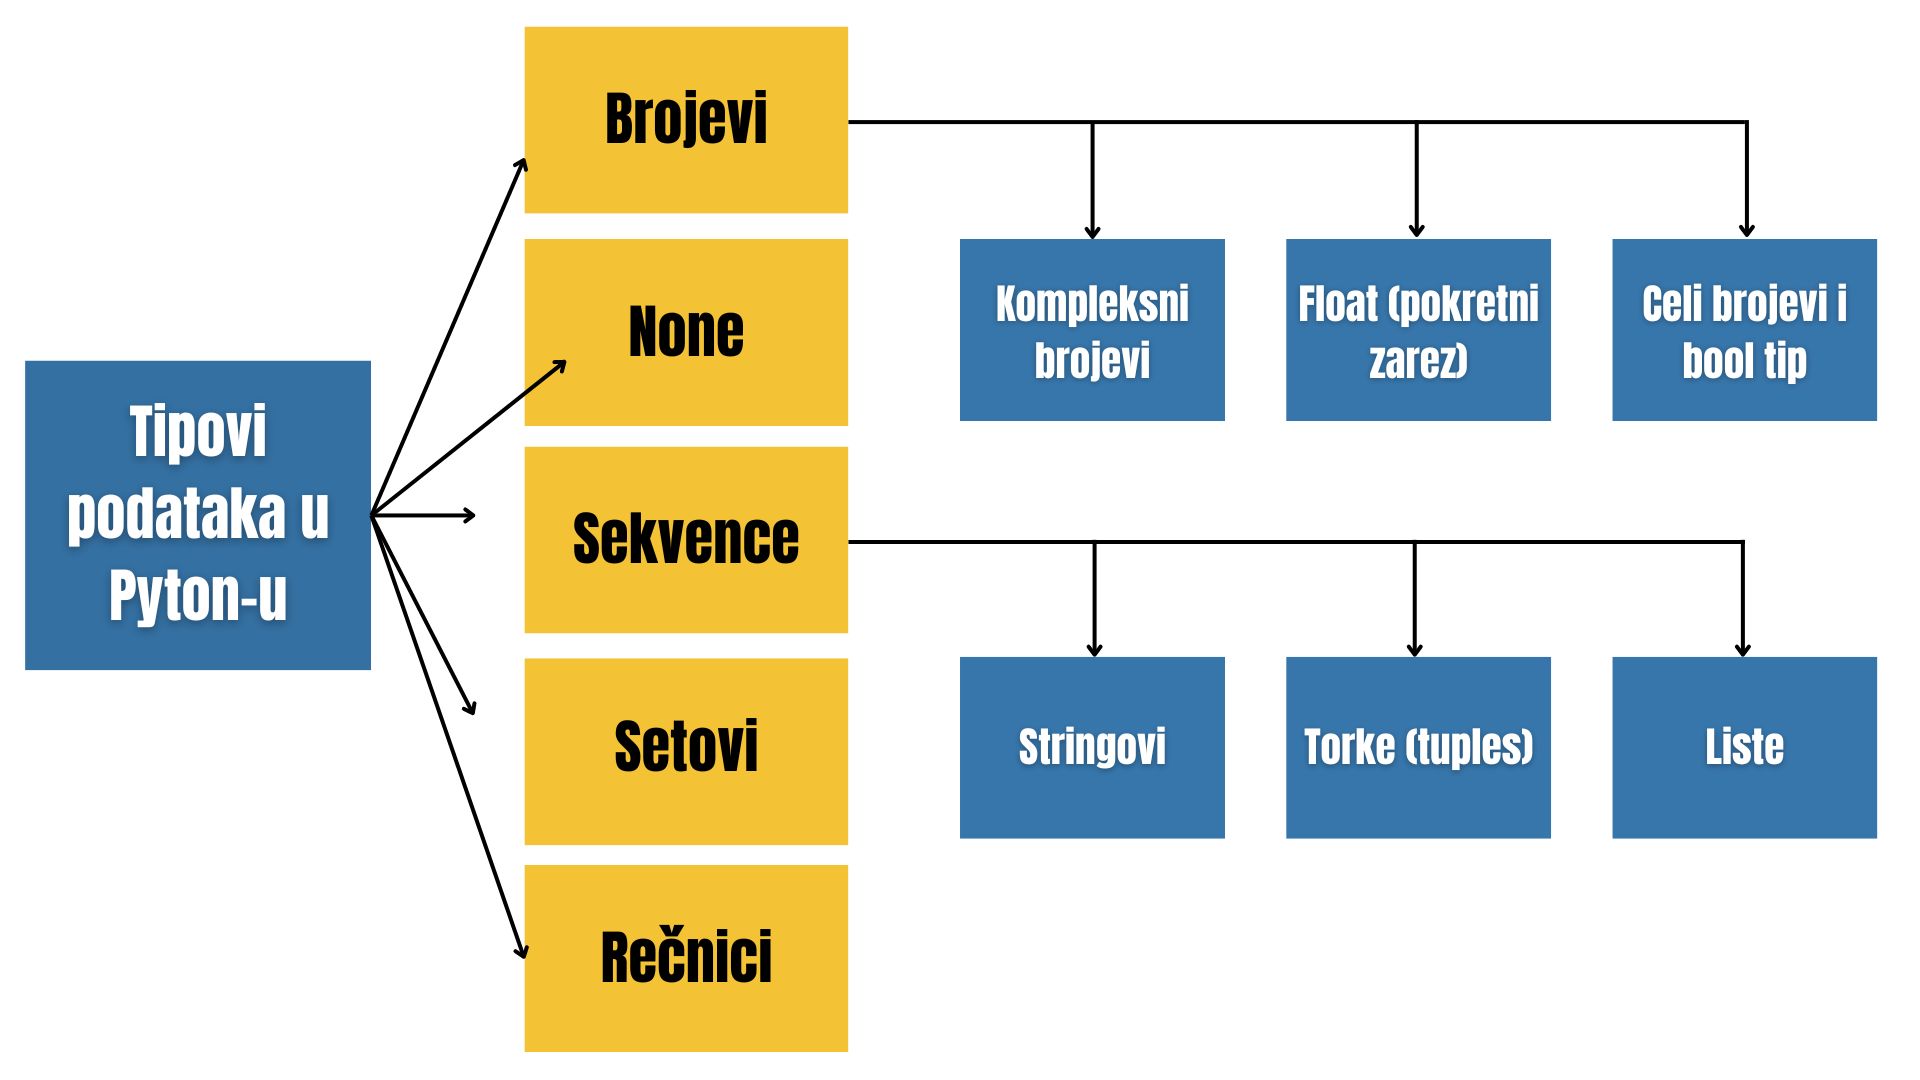 Tipovi
podataka u
Pyton-u
Brojevi
None
Sekvence
Setovi
Rečnici
Kompleksni
brojevi
Float (pokretni
zarez)
Celi brojevi i
bool tip
Stringovi
Torke (tuples)
Liste